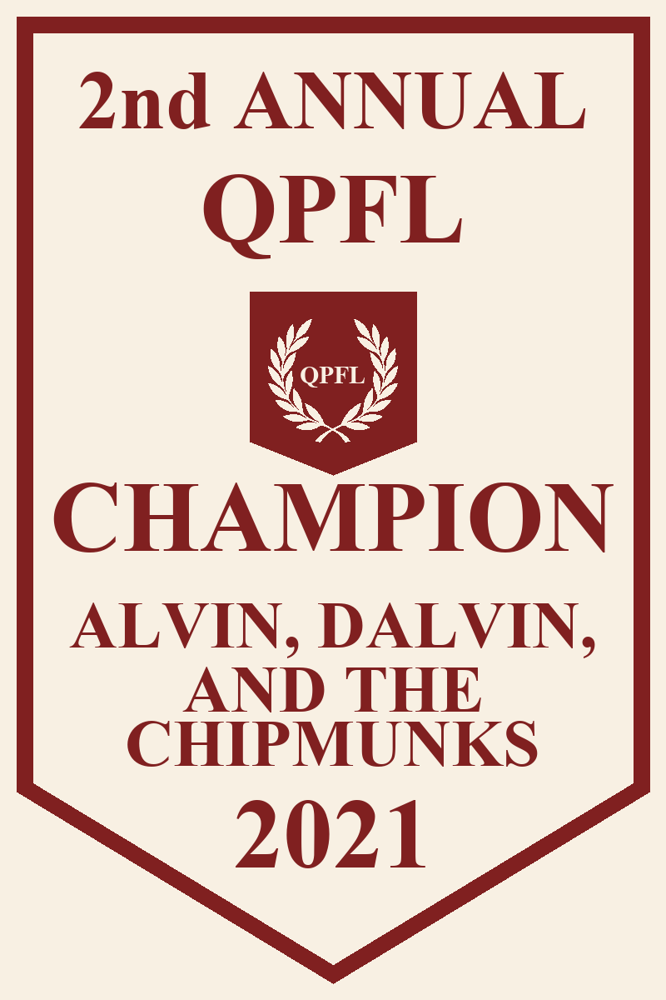 2nd ANNUAL
QPFL
QPFL
CHAMPION
ALVIN, DALVIN,
AND THE
CHIPMUNKS
2021